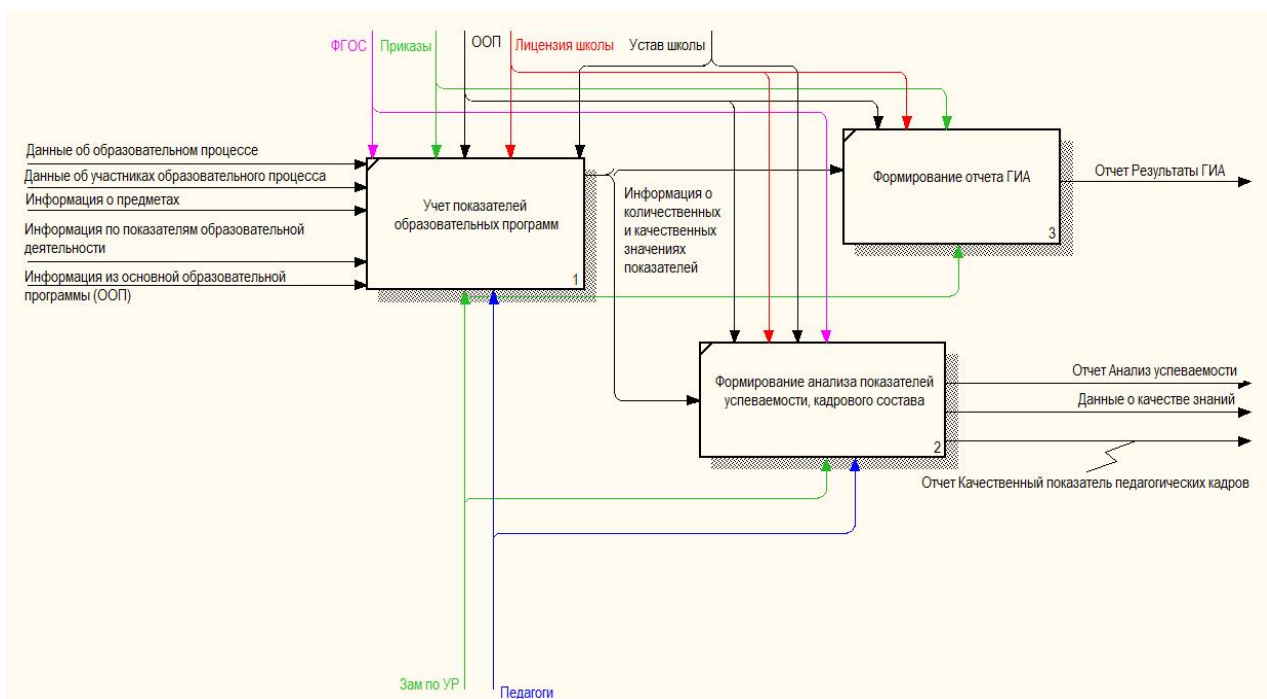 ФГОС
Приказы
ООП
Лицензия школы
Устав школы
Данные об образовательном процессе
Данные об участниках образовательного процесса
Информация о предметах
Информация по показателям образовательной
деятельности
Информация из основной образовательной
программы (ООП)
Учет показателей
образовательных программ
1
Информация о
количественных
и качественных
значениях
показателей
Формирование отчета ГИА
3
Отчет Результаты ГИА
Формирование анализа показателей
успеваемости, кадрового состава
2
Отчет Анализ успеваемости
Данные о качестве знаний
Отчет Качественный показатель педагогических кадров
Зам по УР
Педагоги